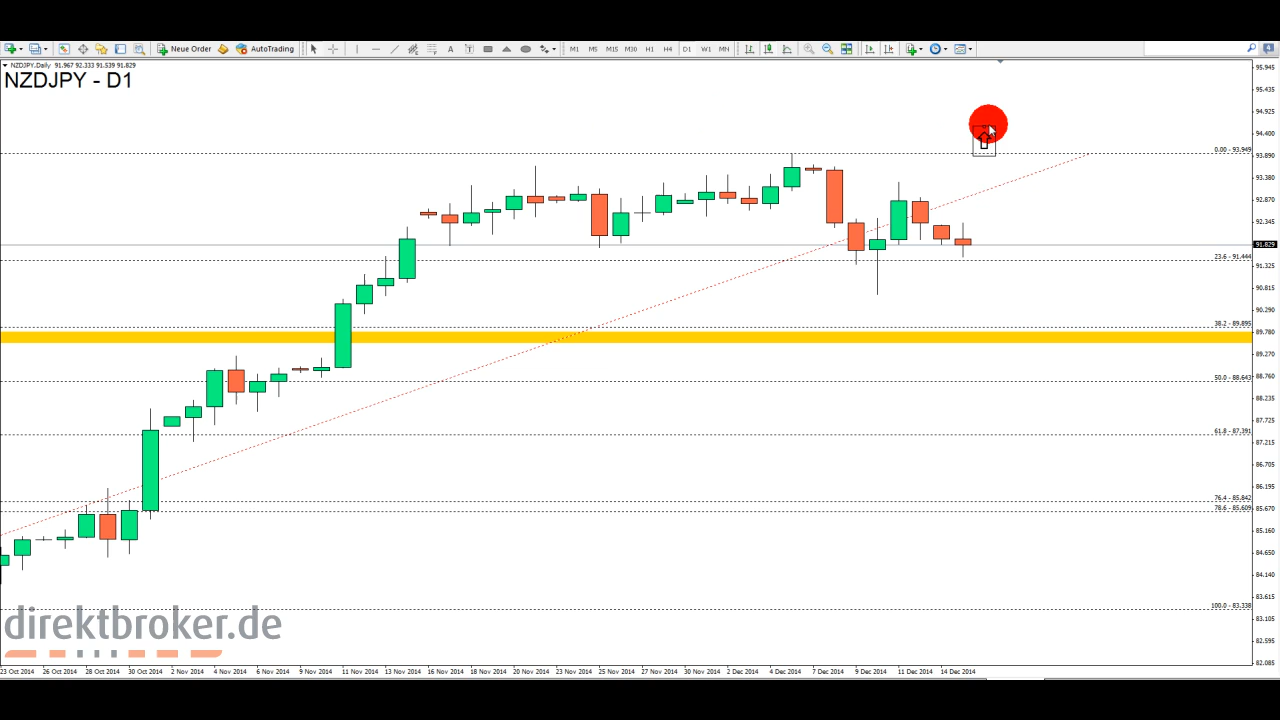 New Order AutoTrading A T M1 M5 M15 M30 H1 H4 D1 W1 MN 4
NZDJPY,Daily 91.967 92.333 91.539 91.829
NZDJPY - D1
95.945
95.435
94.925
94.400
0.00 - 93.949
93.890
93.380
92.870
92.345
91.829
23.6 - 91.444
91.325
90.815
90.290
38.2 - 89.895
89.780
89.270
88.760
50.0 - 88.643
88.235
87.725
61.8 - 87.391
87.215
86.705
86.195
76.4 - 85.842
78.6 - 85.609
85.670
85.160
84.650
84.140
83.615
100.0 - 83.338
83.105
82.595
82.085
direktbroker.de
23 Oct 2014 26 Oct 2014 28 Oct 2014 30 Oct 2014 2 Nov 2014 4 Nov 2014 6 Nov 2014 9 Nov 2014 11 Nov 2014 13 Nov 2014 16 Nov 2014 18 Nov 2014 20 Nov 2014 23 Nov 2014 25 Nov 2014 27 Nov 2014 30 Nov 2014 2 Dec 2014 4 Dec 2014 7 Dec 2014 9 Dec 2014 11 Dec 2014 14 Dec 2014